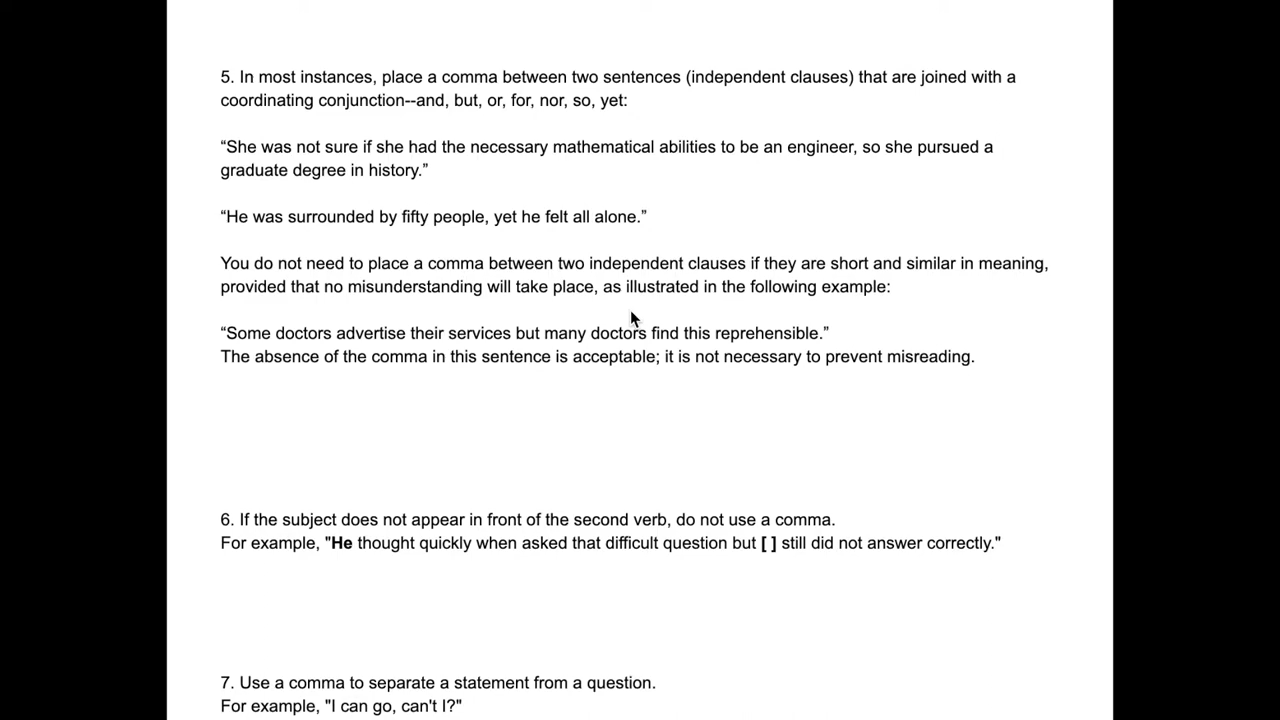 5. In most instances, place a comma between two sentences (independent clauses) that are joined with a
coordinating conjunction--and, but, or, for, nor, so, yet:
“She was not sure if she had the necessary mathematical abilities to be an engineer, so she pursued a
graduate degree in history.”
“He was surrounded by fifty people, yet he felt all alone.”
You do not need to place a comma between two independent clauses if they are short and similar in meaning,
provided that no misunderstanding will take place, as illustrated in the following example:
“Some doctors advertise their services but many doctors find this reprehensible.”
The absence of the comma in this sentence is acceptable; it is not necessary to prevent misreading.
6. If the subject does not appear in front of the second verb, do not use a comma.
For example, "He thought quickly when asked that difficult question but [ ] still did not answer correctly."
7. Use a comma to separate a statement from a question.
For example, "I can go, can't I?"